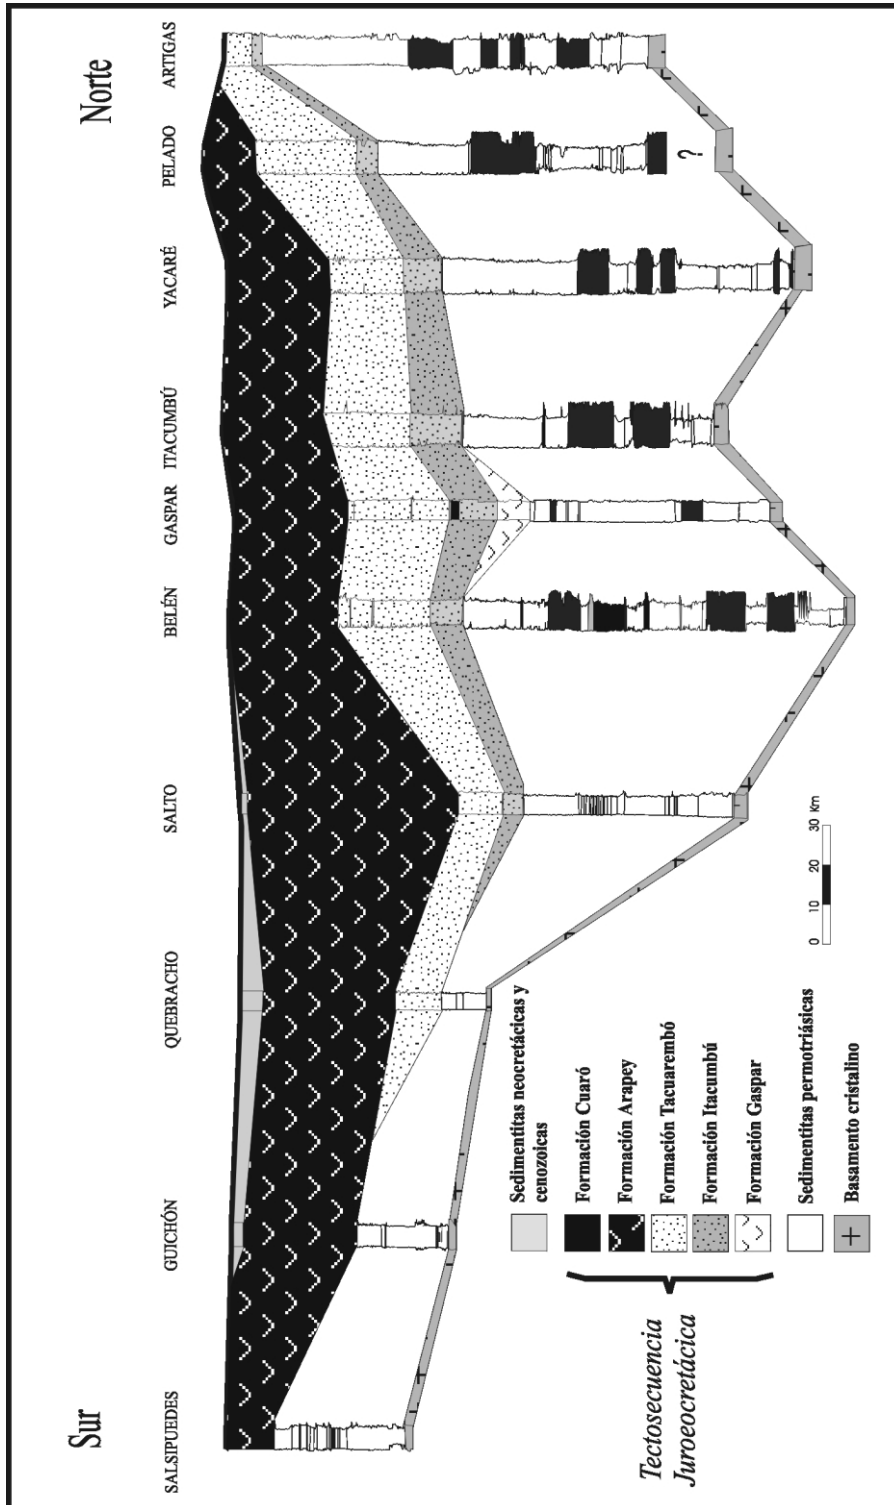 Sur
Norte
SALSIPUEDES
GUICHÓN
QUEBRACHO
SALTO
BELÉN
GASPAR
ITACUMBÚ
YACARÉ
PELADO
ARTIGAS
?
Tectosecuencia
Juroeocretácica
Sedimentitas neocretácicas y
cenozoicas
Formación Cuaró
Formación Arapey
Formación Tacuarembó
Formación Itacumbú
Formación Gaspar
Sedimentitas permotriásicas
Basamento cristalino
0 10 20 30 Km